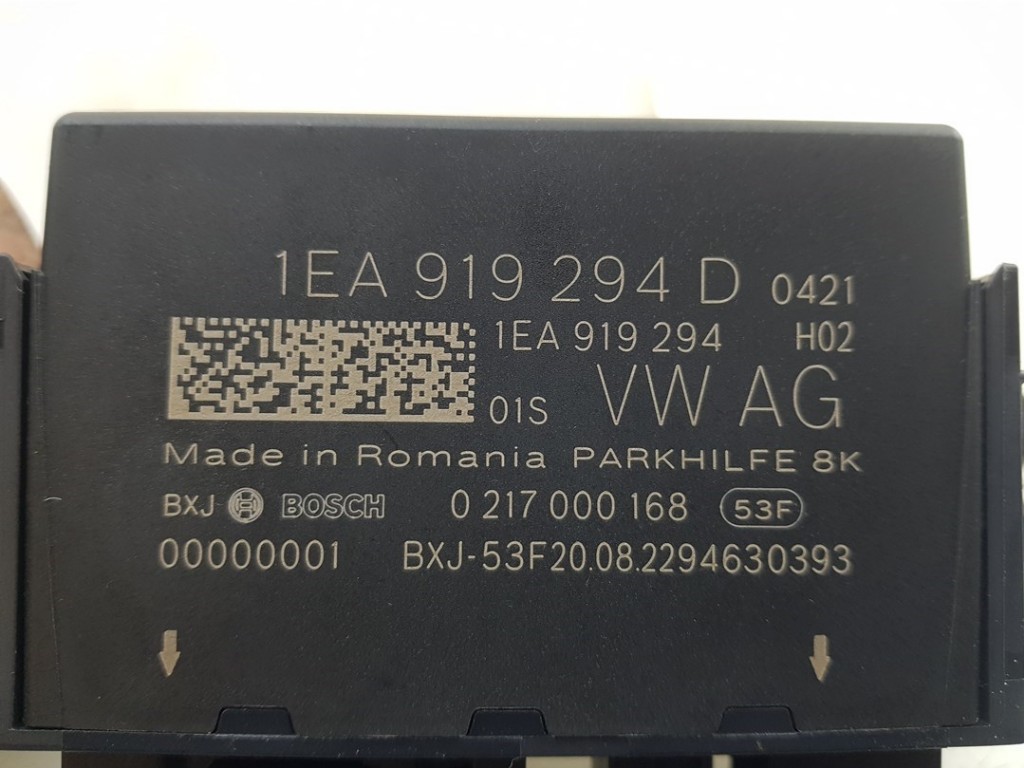 1EA 919 294 D 0421
1EA 919 294 H02
01S VW AG
Made in Romania PARKHILFE 8K
BXJ BOSCH 0 217 000 168 53F
00000001 BXJ-53F20.08.2294630393